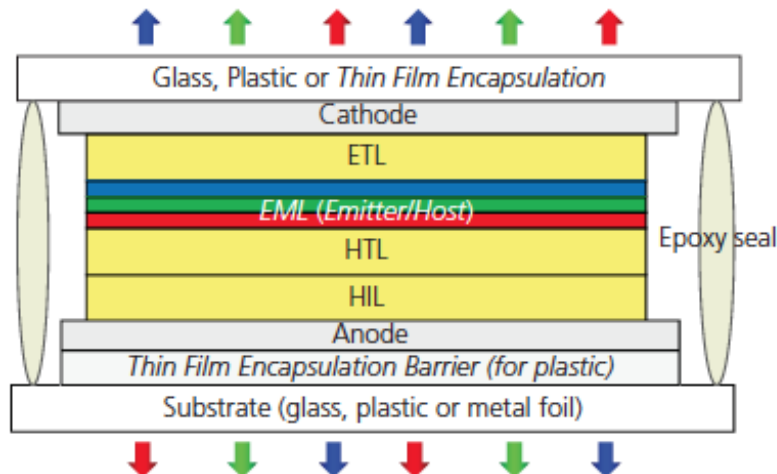 Glass, Plastic or Thin Film Encapsulation
Cathode
ETL
EML (Emitter/Host)
Epoxy seal
HTL
HIL
Anode
Thin Film Encapsulation Barrier (for plastic)
Substrate (glass, plastic or metal foil)